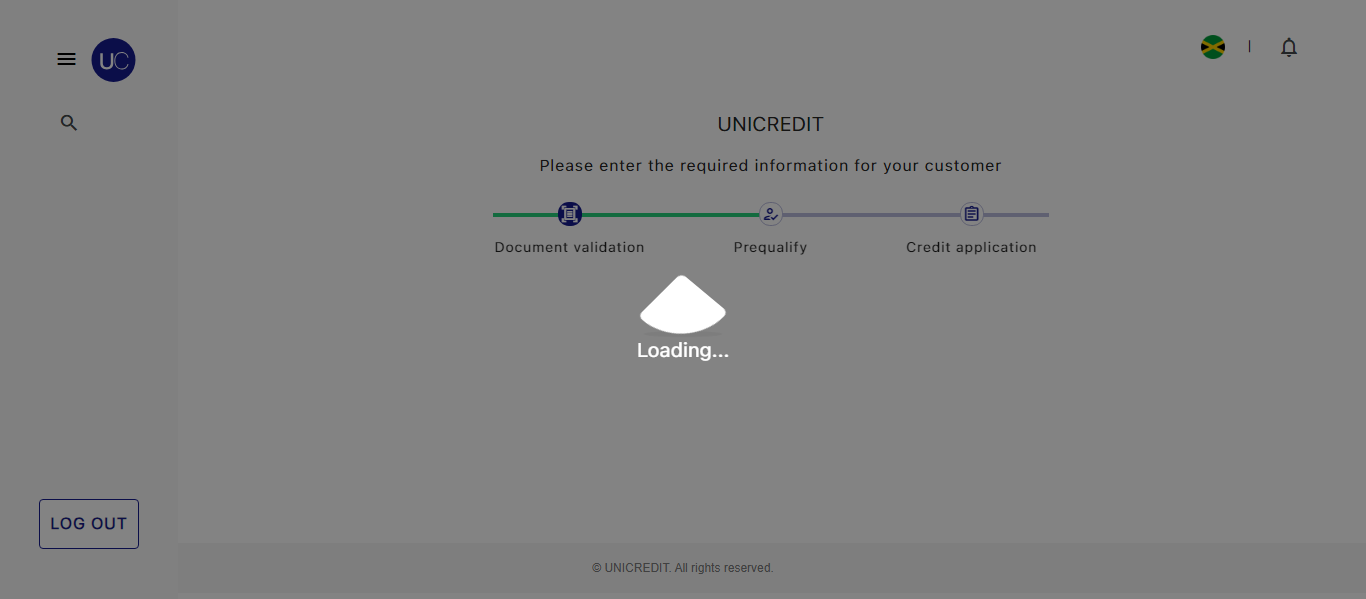 UC
UNICREDIT
Please enter the required information for your customer
Document validation
Prequalify
Credit application
Loading...
LOG OUT
© UNICREDIT. All rights reserved.